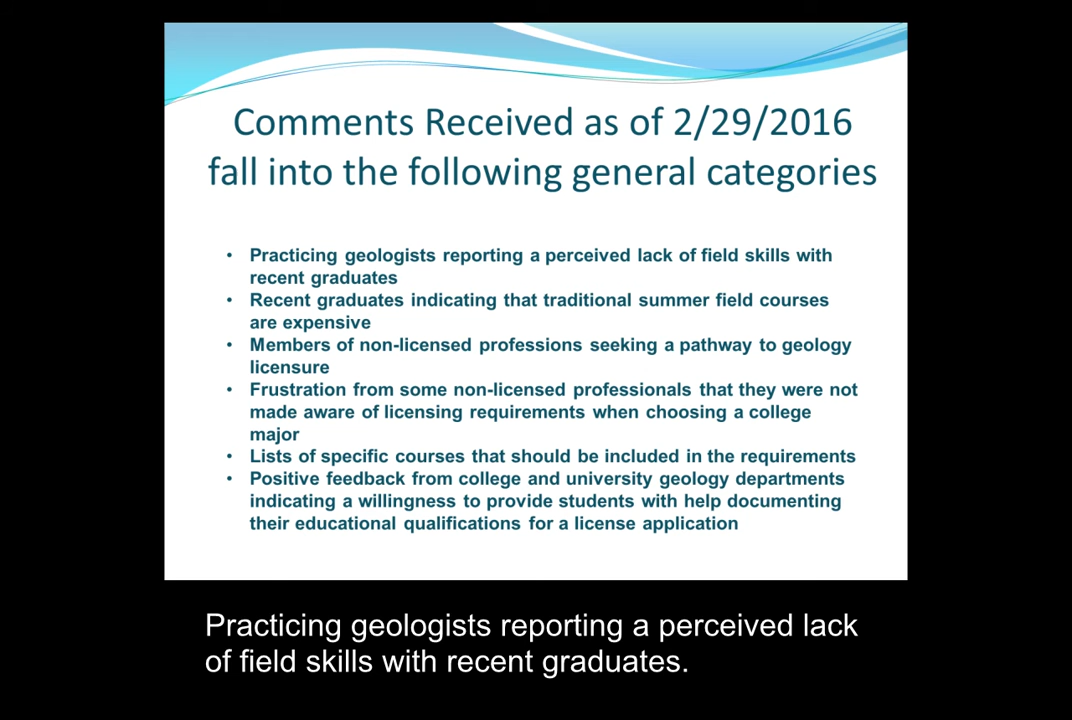 Comments Received as of 2/29/2016
fall into the following general categories
• Practicing geologists reporting a perceived lack of field skills with
recent graduates
• Recent graduates indicating that traditional summer field courses
are expensive
• Members of non-licensed professions seeking a pathway to geology
licensure
• Frustration from some non-licensed professionals that they were not
made aware of licensing requirements when choosing a college
major
• Lists of specific courses that should be included in the requirements
• Positive feedback from college and university geology departments
indicating a willingness to provide students with help documenting
their educational qualifications for a license application
Practicing geologists reporting a perceived lack
of field skills with recent graduates.